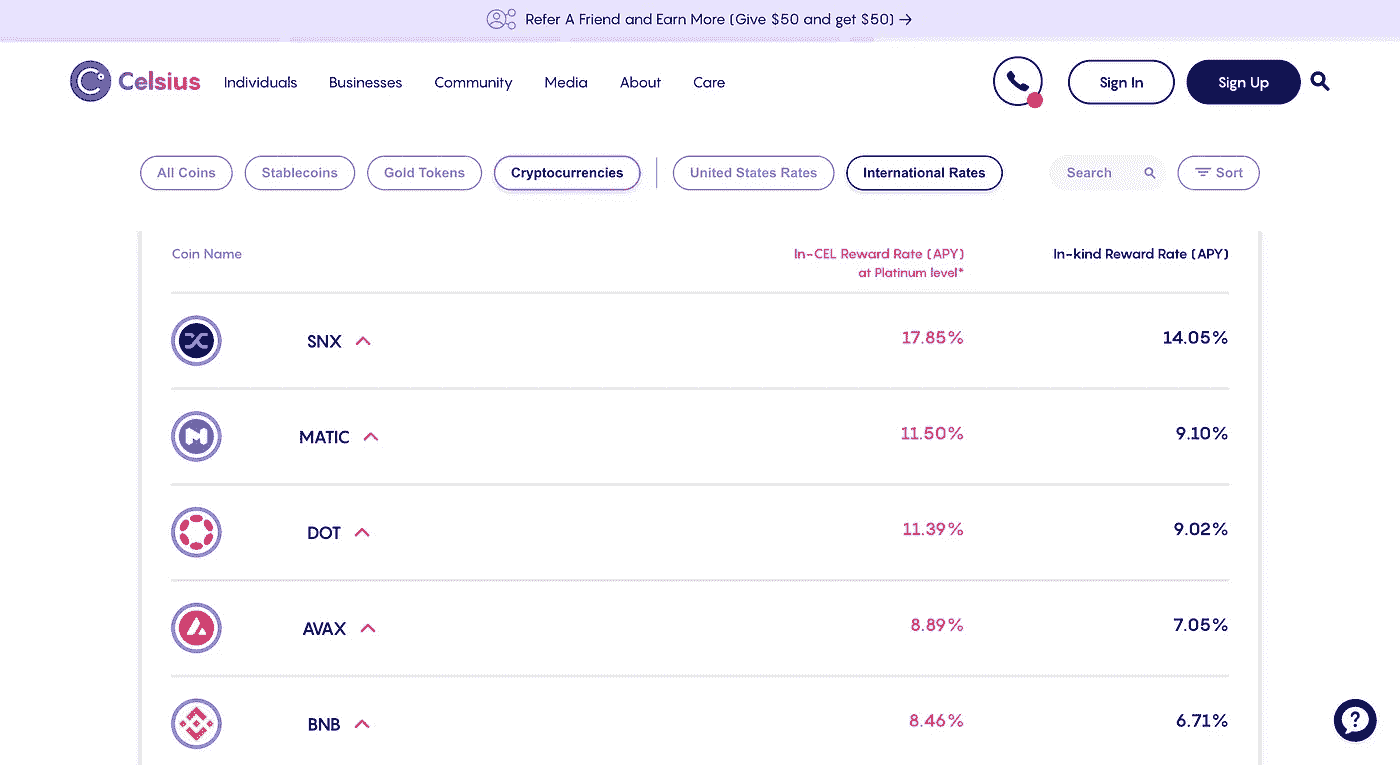 Refer A Friend and Earn More (Give $50 and get $50) →
Celsius Individuals Businesses Community Media About Care Sign In Sign Up
All Coins Stablecoins Gold Tokens Cryptocurrencies United States Rates International Rates Search Sort
Coin Name In-CEL Reward Rate (APY) In-kind Reward Rate (APY)
at Platinum level*
SNX 17.85% 14.05%
MATIC 11.50% 9.10%
DOT 11.39% 9.02%
AVAX 8.89% 7.05%
BNB 8.46% 6.71%
?